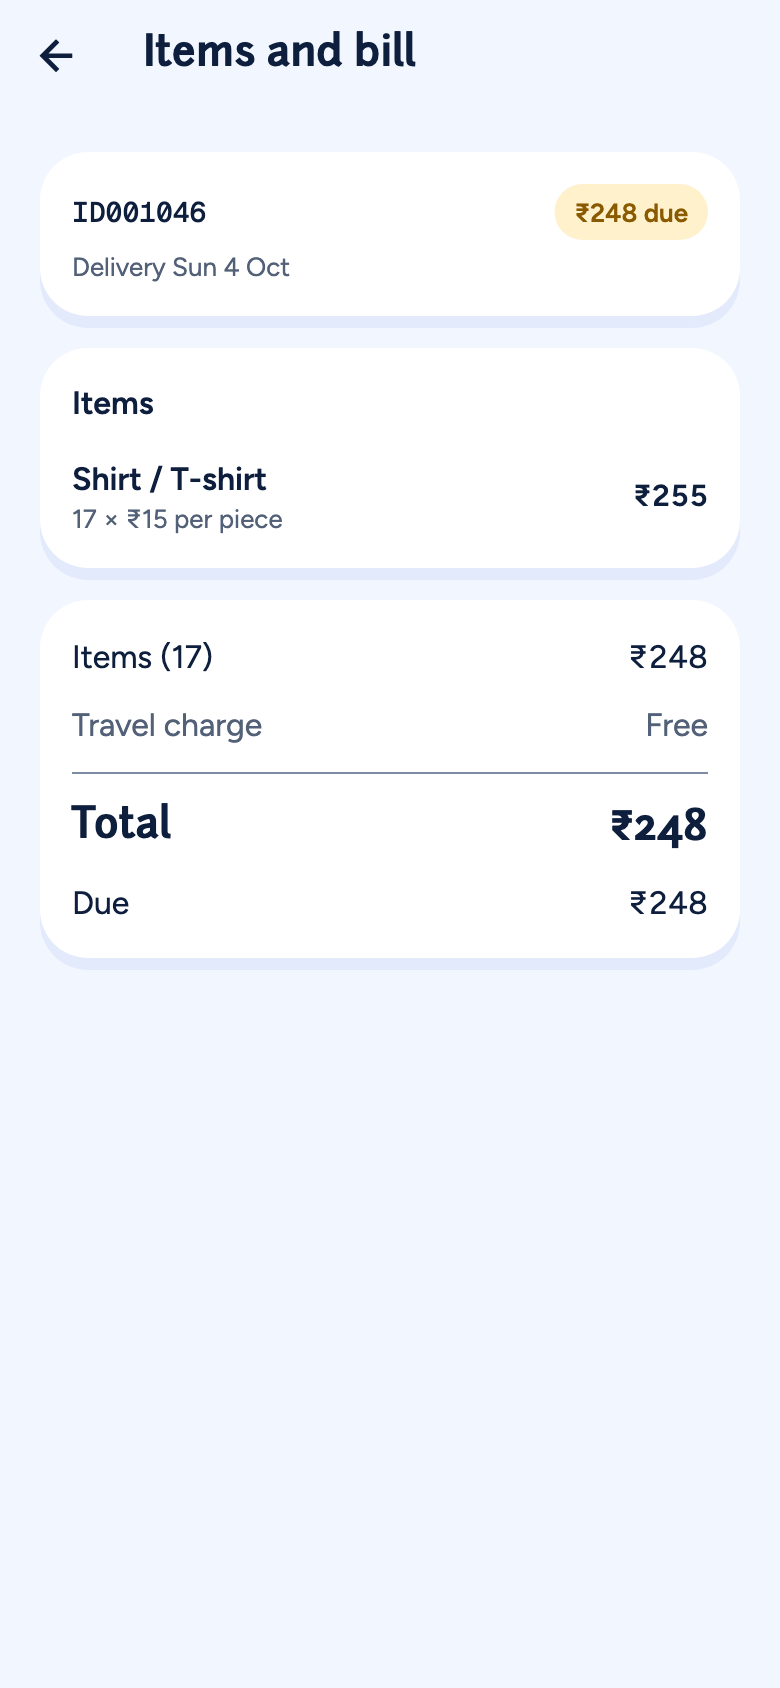 Items and bill
ID001046
₹248 due
Delivery Sun 4 Oct
Items
Shirt / T-shirt
17 × ₹15 per piece
₹255
Items (17) ₹248
Travel charge Free
Total ₹248
Due ₹248